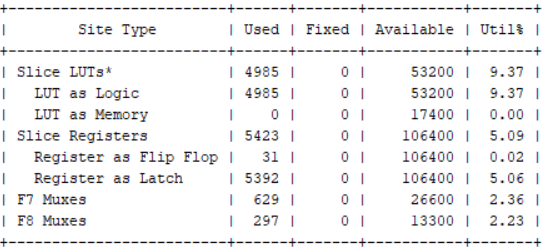 +----------------------------+------+-------+-----------+-------+
|          Site Type         | Used | Fixed | Available | Util% |
+----------------------------+------+-------+-----------+-------+
| Slice LUTs*                | 4985 |     0 |     53200 |  9.37 |
|   LUT as Logic             | 4985 |     0 |     53200 |  9.37 |
|   LUT as Memory            |    0 |     0 |     17400 |  0.00 |
| Slice Registers            | 5423 |     0 |    106400 |  5.09 |
|   Register as Flip Flop    |   31 |     0 |    106400 |  0.02 |
|   Register as Latch        | 5392 |     0 |    106400 |  5.06 |
| F7 Muxes                   |  629 |     0 |     26600 |  2.36 |
| F8 Muxes                   |  297 |     0 |     13300 |  2.23 |
+----------------------------+------+-------+-----------+-------+